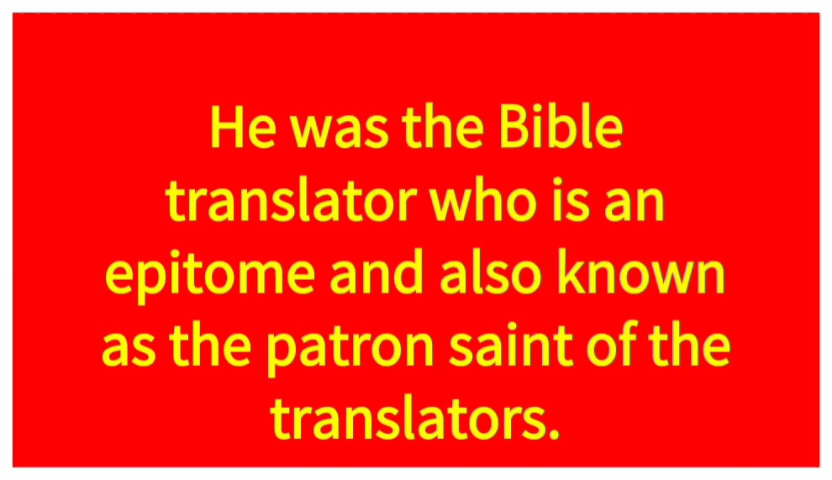 He was the Bible
translator who is an
epitome and also known
as the patron saint of the
translators.